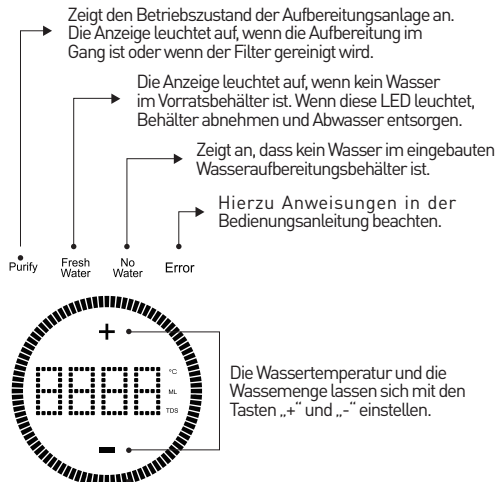 Zeigt den Betriebszustand der Aufbereitungsanlage an.
Die Anzeige leuchtet auf, wenn die Aufbereitung im
Gang ist oder wenn der Filter gereinigt wird.
Die Anzeige leuchtet auf, wenn kein Wasser
im Vorratsbehälter ist. Wenn diese LED leuchtet,
Behälter abnehmen und Abwasser entsorgen.
Zeigt an, dass kein Wasser im eingebauten
Wasseraufbereitungsbehälter ist.
Hierzu Anweisungen in der
Bedienungsanleitung beachten.
Purify
Fresh
Water
No
Water
Error
+
8888
°C
ML
TDS
-
Die Wassertemperatur und die
Wassemenge lassen sich mit den
Tasten „+“ und „-“ einstellen.